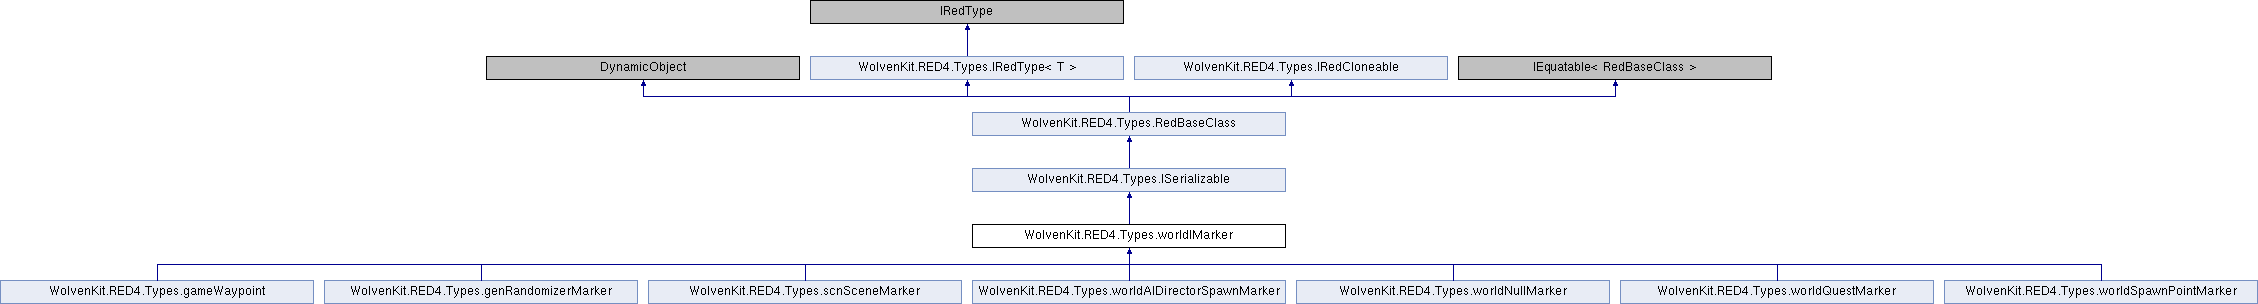 IRedType
DynamicObject
WolvenKit.RED4.Types.IRedType< T >
WolvenKit.RED4.Types.IRedCloneable
IEquatable< RedBaseClass >
WolvenKit.RED4.Types.RedBaseClass
WolvenKit.RED4.Types.ISerializable
WolvenKit.RED4.Types.worldIMarker
WolvenKit.RED4.Types.gameWaypoint
WolvenKit.RED4.Types.genRandomizerMarker
WolvenKit.RED4.Types.scnSceneMarker
WolvenKit.RED4.Types.worldAIDirectorSpawnMarker
WolvenKit.RED4.Types.worldNullMarker
WolvenKit.RED4.Types.worldQuestMarker
WolvenKit.RED4.Types.worldSpawnPointMarker